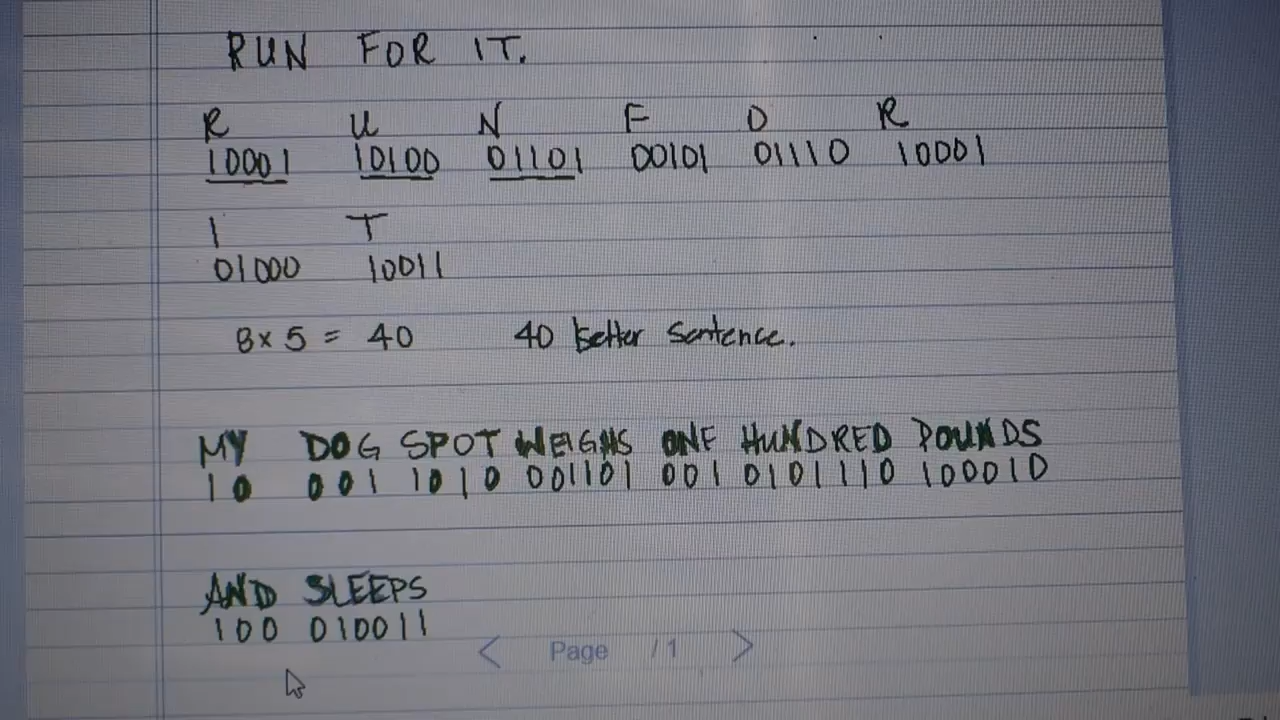 RUN FOR IT.
R U N F O R
10001 10100 01101 00101 01110 10001
I T
01000 10011
8 x 5 = 40 40 letter sentence.
MY DOG SPOT WEIGHS ONE HUNDRED POUNDS
10 001 1010 001101 001 0101110 100010
AND SLEEPS
100 010011
< Page / 1 >